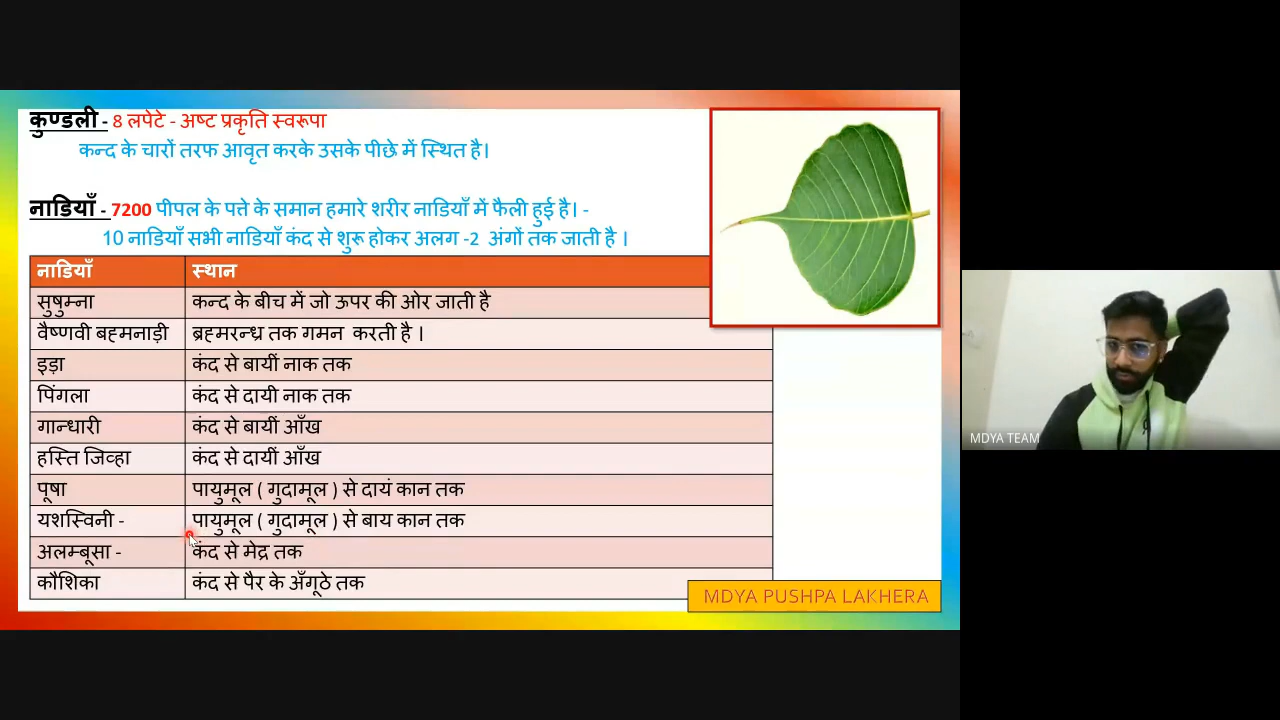 कुण्डली - 8 लपेटे - अष्ट प्रकृति स्वरूपा
कन्द के चारों तरफ आवृत करके उसके पीछे में स्थित है।
नाडियाँ - 7200 पीपल के पत्ते के समान हमारे शरीर नाडियाँ में फैली हुई है। -
10 नाडियाँ सभी नाडियाँ कंद से शुरू होकर अलग -2 अंगों तक जाती है ।
नाडियाँ स्थान
सुषुम्ना कन्द के बीच में जो ऊपर की ओर जाती है
वैष्णवी बह्मनाड़ी ब्रह्मरन्ध्र तक गमन करती है ।
इड़ा कंद से बायीं नाक तक
पिंगला कंद से दायी नाक तक
गान्धारी कंद से बायीं आँख
हस्ति जिव्हा कंद से दायीं आँख
पूषा पायुमूल ( गुदामूल ) से दायं कान तक
यशस्विनी - पायुमूल ( गुदामूल ) से बाय कान तक
अलम्बूसा - कंद से मेद्र तक
कौशिका कंद से पैर के अँगूठे तक
MDYA PUSHPA LAKHERA
MDYA TEAM